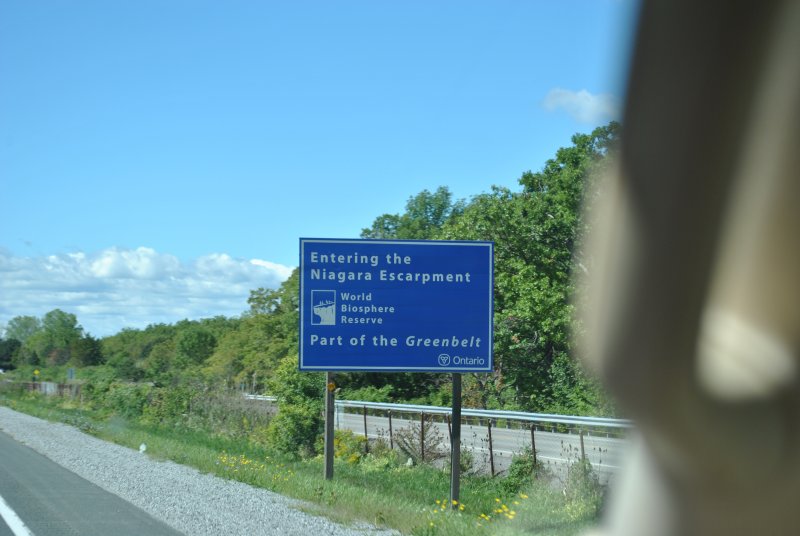 Entering the
Niagara Escarpment
World
Biosphere
Reserve
Part of the Greenbelt
Ontario